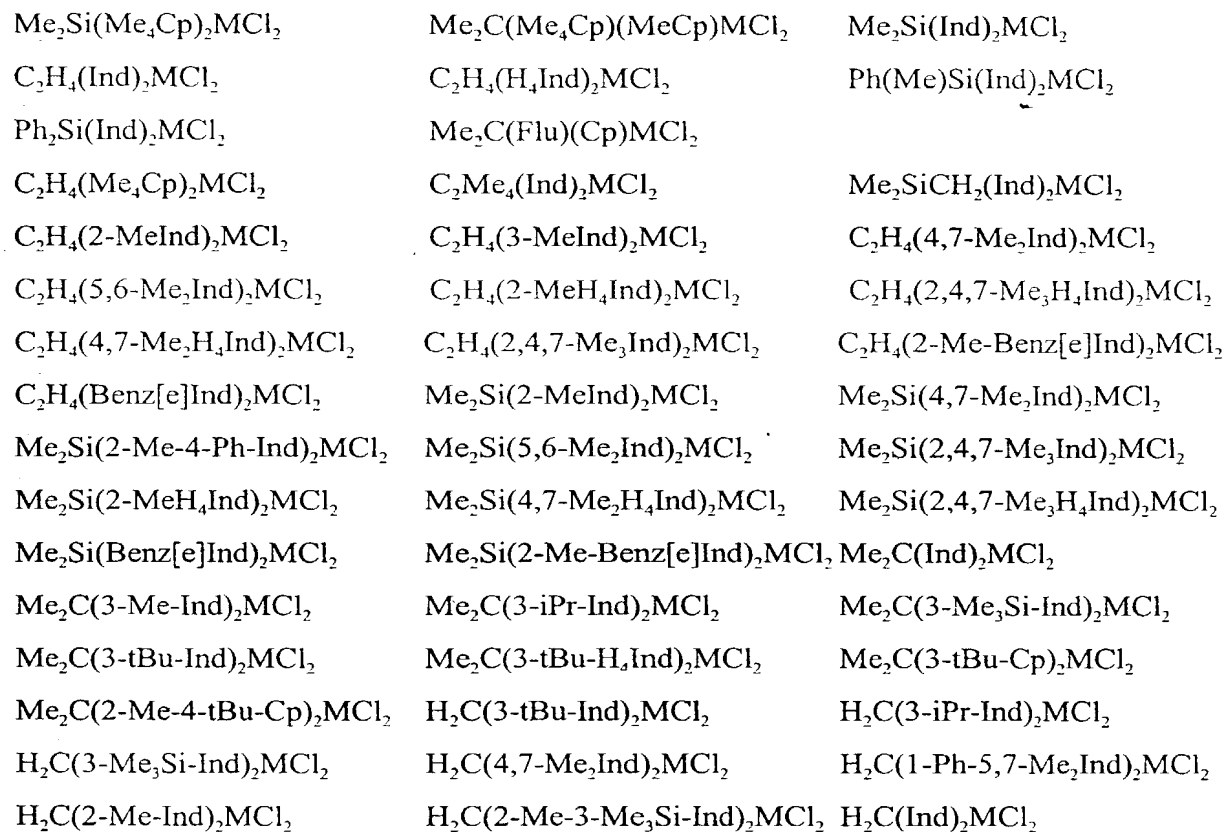 Me₂Si(Me₄Cp)₂MCl₂ Me₂C(Me₄Cp)(MeCp)MCl₂ Me₂Si(Ind)₂MCl₂
C₂H₄(Ind)₂MCl₂ C₂H₄(H₄Ind)₂MCl₂ Ph(Me)Si(Ind)₂MCl₂
Ph₂Si(Ind)₂MCl₂ Me₂C(Flu)(Cp)MCl₂
C₂H₄(Me₄Cp)₂MCl₂ C₂Me₄(Ind)₂MCl₂ Me₂SiCH₂(Ind)₂MCl₂
C₂H₄(2-MeInd)₂MCl₂ C₂H₄(3-MeInd)₂MCl₂ C₂H₄(4,7-Me₂Ind)₂MCl₂
C₂H₄(5,6-Me₂Ind)₂MCl₂ C₂H₄(2-MeH₄Ind)₂MCl₂ C₂H₄(2,4,7-Me₃H₄Ind)₂MCl₂
C₂H₄(4,7-Me₂H₄Ind)₂MCl₂ C₂H₄(2,4,7-Me₃Ind)₂MCl₂ C₂H₄(2-Me-Benz[e]Ind)₂MCl₂
C₂H₄(Benz[e]Ind)₂MCl₂ Me₂Si(2-MeInd)₂MCl₂ Me₂Si(4,7-Me₂Ind)₂MCl₂
Me₂Si(2-Me-4-Ph-Ind)₂MCl₂ Me₂Si(5,6-Me₂Ind)₂MCl₂ Me₂Si(2,4,7-Me₃Ind)₂MCl₂
Me₂Si(2-MeH₄Ind)₂MCl₂ Me₂Si(4,7-Me₂H₄Ind)₂MCl₂ Me₂Si(2,4,7-Me₃H₄Ind)₂MCl₂
Me₂Si(Benz[e]Ind)₂MCl₂ Me₂Si(2-Me-Benz[e]Ind)₂MCl₂ Me₂C(Ind)₂MCl₂
Me₂C(3-Me-Ind)₂MCl₂ Me₂C(3-iPr-Ind)₂MCl₂ Me₂C(3-Me₃Si-Ind)₂MCl₂
Me₂C(3-tBu-Ind)₂MCl₂ Me₂C(3-tBu-H₄Ind)₂MCl₂ Me₂C(3-tBu-Cp)₂MCl₂
Me₂C(2-Me-4-tBu-Cp)₂MCl₂ H₂C(3-tBu-Ind)₂MCl₂ H₂C(3-iPr-Ind)₂MCl₂
H₂C(3-Me₃Si-Ind)₂MCl₂ H₂C(4,7-Me₂Ind)₂MCl₂ H₂C(1-Ph-5,7-Me₂Ind)₂MCl₂
H₂C(2-Me-Ind)₂MCl₂ H₂C(2-Me-3-Me₃Si-Ind)₂MCl₂ H₂C(Ind)₂MCl₂